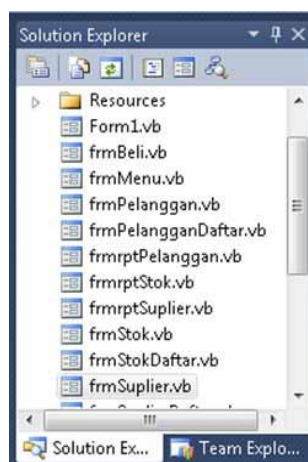 Solution Explorer
Resources
Form1.vb
frmBeli.vb
frmMenu.vb
frmPelanggan.vb
frmPelangganDaftar.vb
frmrptPelanggan.vb
frmrptStok.vb
frmrptSuplier.vb
frmStok.vb
frmStokDaftar.vb
frmSuplier.vb
Solution Ex... Team Explo...